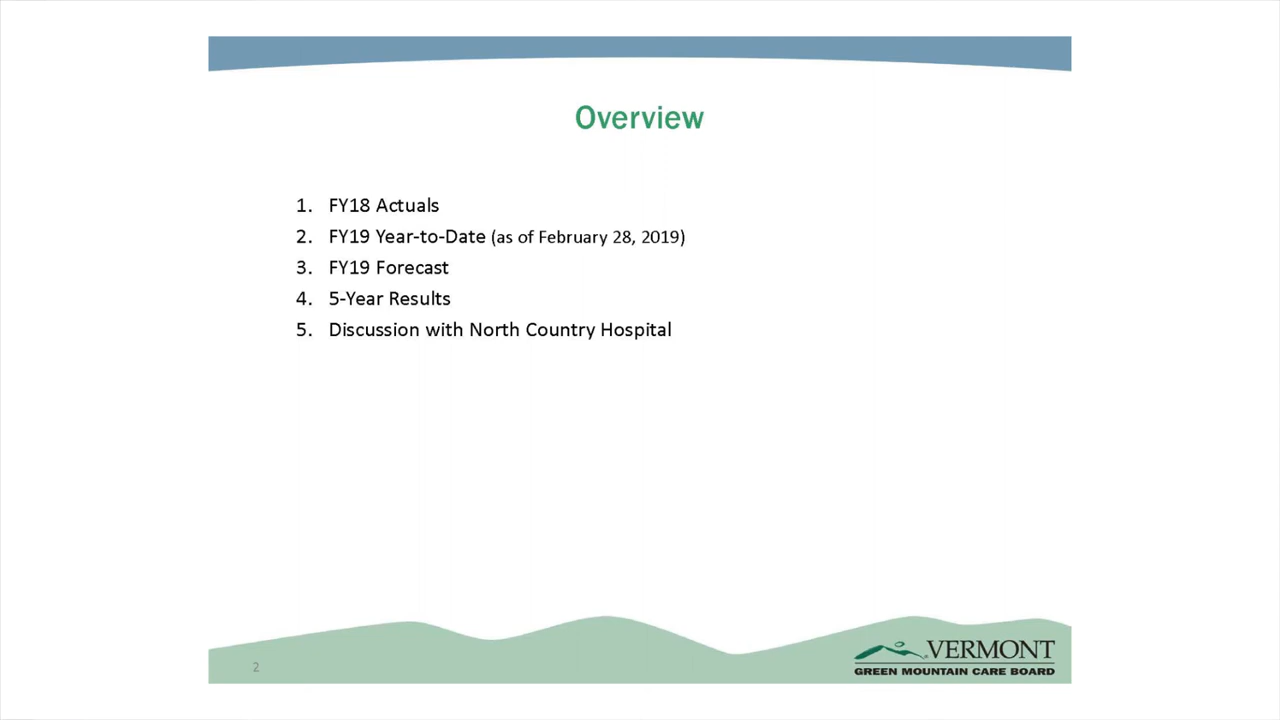 Overview
1. FY18 Actuals
2. FY19 Year-to-Date (as of February 28, 2019)
3. FY19 Forecast
4. 5-Year Results
5. Discussion with North Country Hospital
2
VERMONT
GREEN MOUNTAIN CARE BOARD